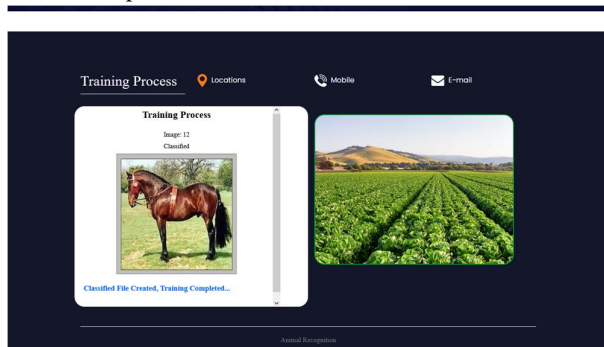 Training Process
Locations
Mobile
E-mail
Training Process
Image: 12
Classified
Classified File Created, Training Completed...
Animal Recognition